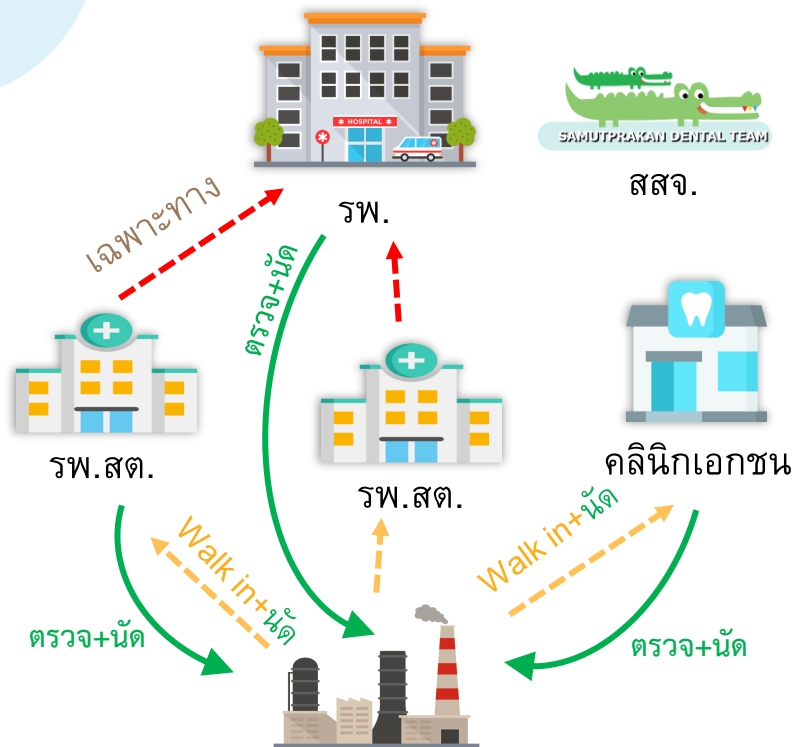 HOSPITAL
SAMUTPRAKAN DENTAL TEAM
สสจ.
รพ.
เฉพาะทาง
ตรวจ+นัด
รพ.สต.
รพ.สต.
คลินิกเอกชน
Walk in+นัด
Walk in+นัด
ตรวจ+นัด
ตรวจ+นัด